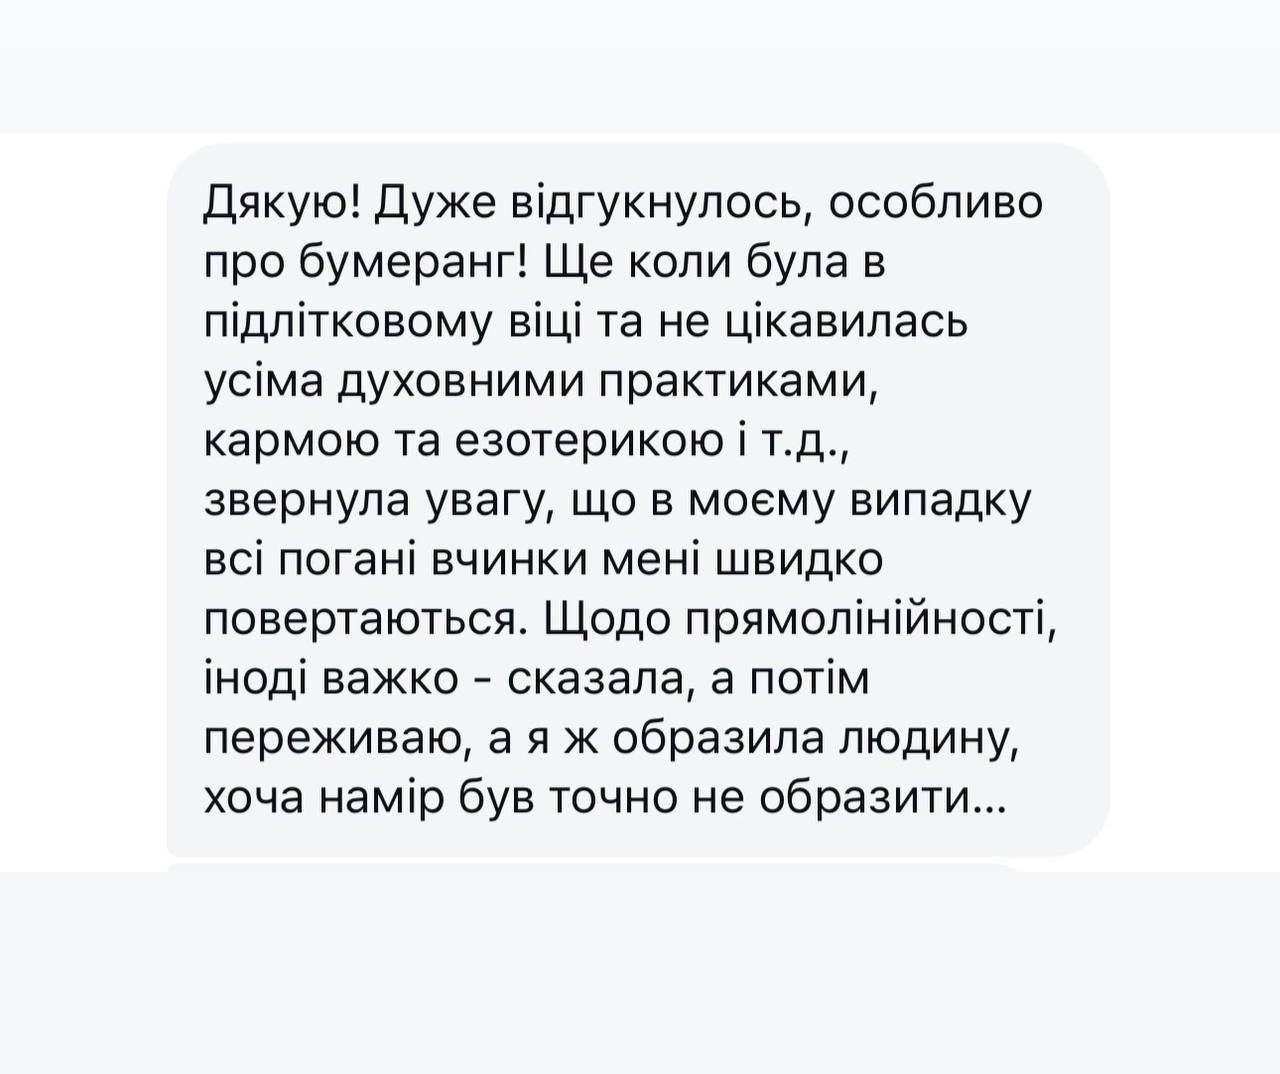 Дякую! Дуже відгукнулось, особливо
про бумеранг! Ще коли була в
підлітковому віці та не цікавилась
усіма духовними практиками,
кармою та езотерикою і т.д.,
звернула увагу, що в моєму випадку
всі погані вчинки мені швидко
повертаються. Щодо прямолінійності,
іноді важко - сказала, а потім
переживаю, а я ж образила людину,
хоча намір був точно не образити...